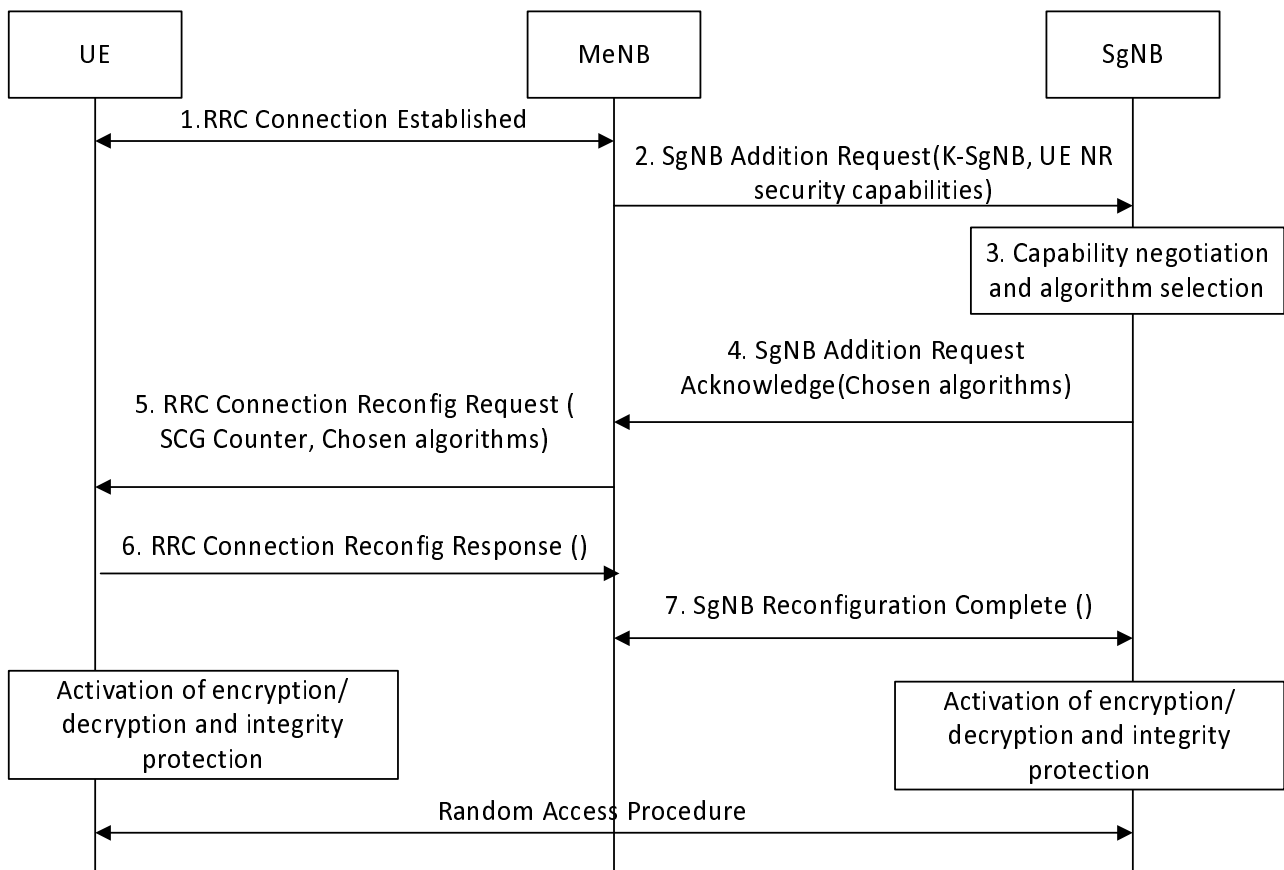 UE
MeNB
SgNB
1.RRC Connection Established
2. SgNB Addition Request(K-SgNB, UE NR
security capabilities)
3. Capability negotiation
and algorithm selection
4. SgNB Addition Request
Acknowledge(Chosen algorithms)
5. RRC Connection Reconfig Request (
SCG Counter, Chosen algorithms)
6. RRC Connection Reconfig Response ()
7. SgNB Reconfiguration Complete ()
Activation of encryption/
decryption and integrity
protection
Activation of encryption/
decryption and integrity
protection
Random Access Procedure